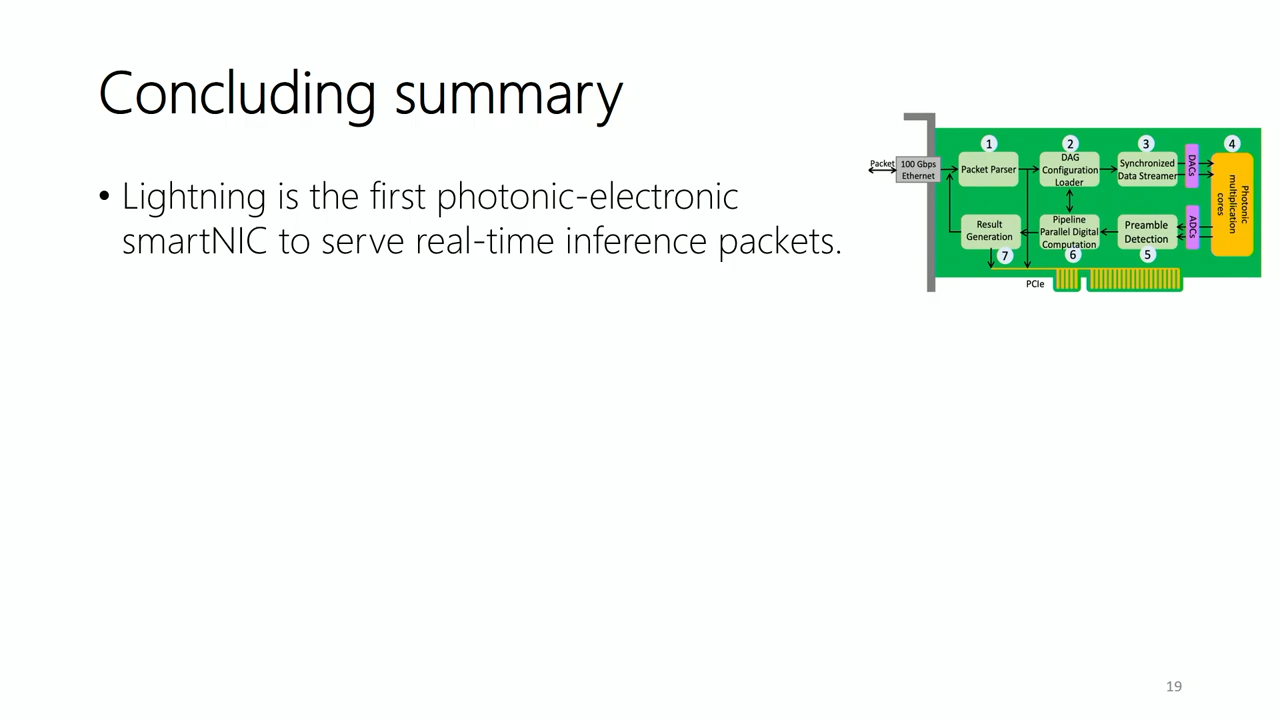 Concluding summary
• Lightning is the first photonic-electronic
smartNIC to serve real-time inference packets.
Packet
100 Gbps
Ethernet
1
Packet Parser
2
DAG
Configuration
Loader
3
Synchronized
Data Streamer
DACs
4
Photonic
multiplication
cores
Result
Generation
7
Pipeline
Parallel Digital
Computation
6
Preamble
Detection
5
ADCs
PCIe
19